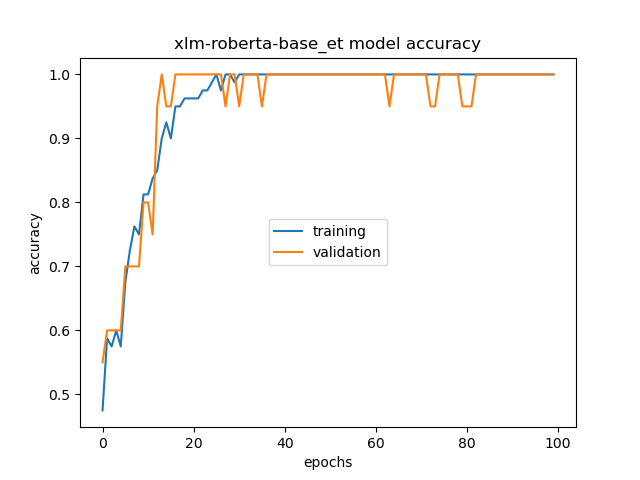 xlm-roberta-base_et model accuracy
accuracy
1.0
0.9
0.8
0.7
0.6
0.5
training
validation
0 20 40 60 80 100
epochs